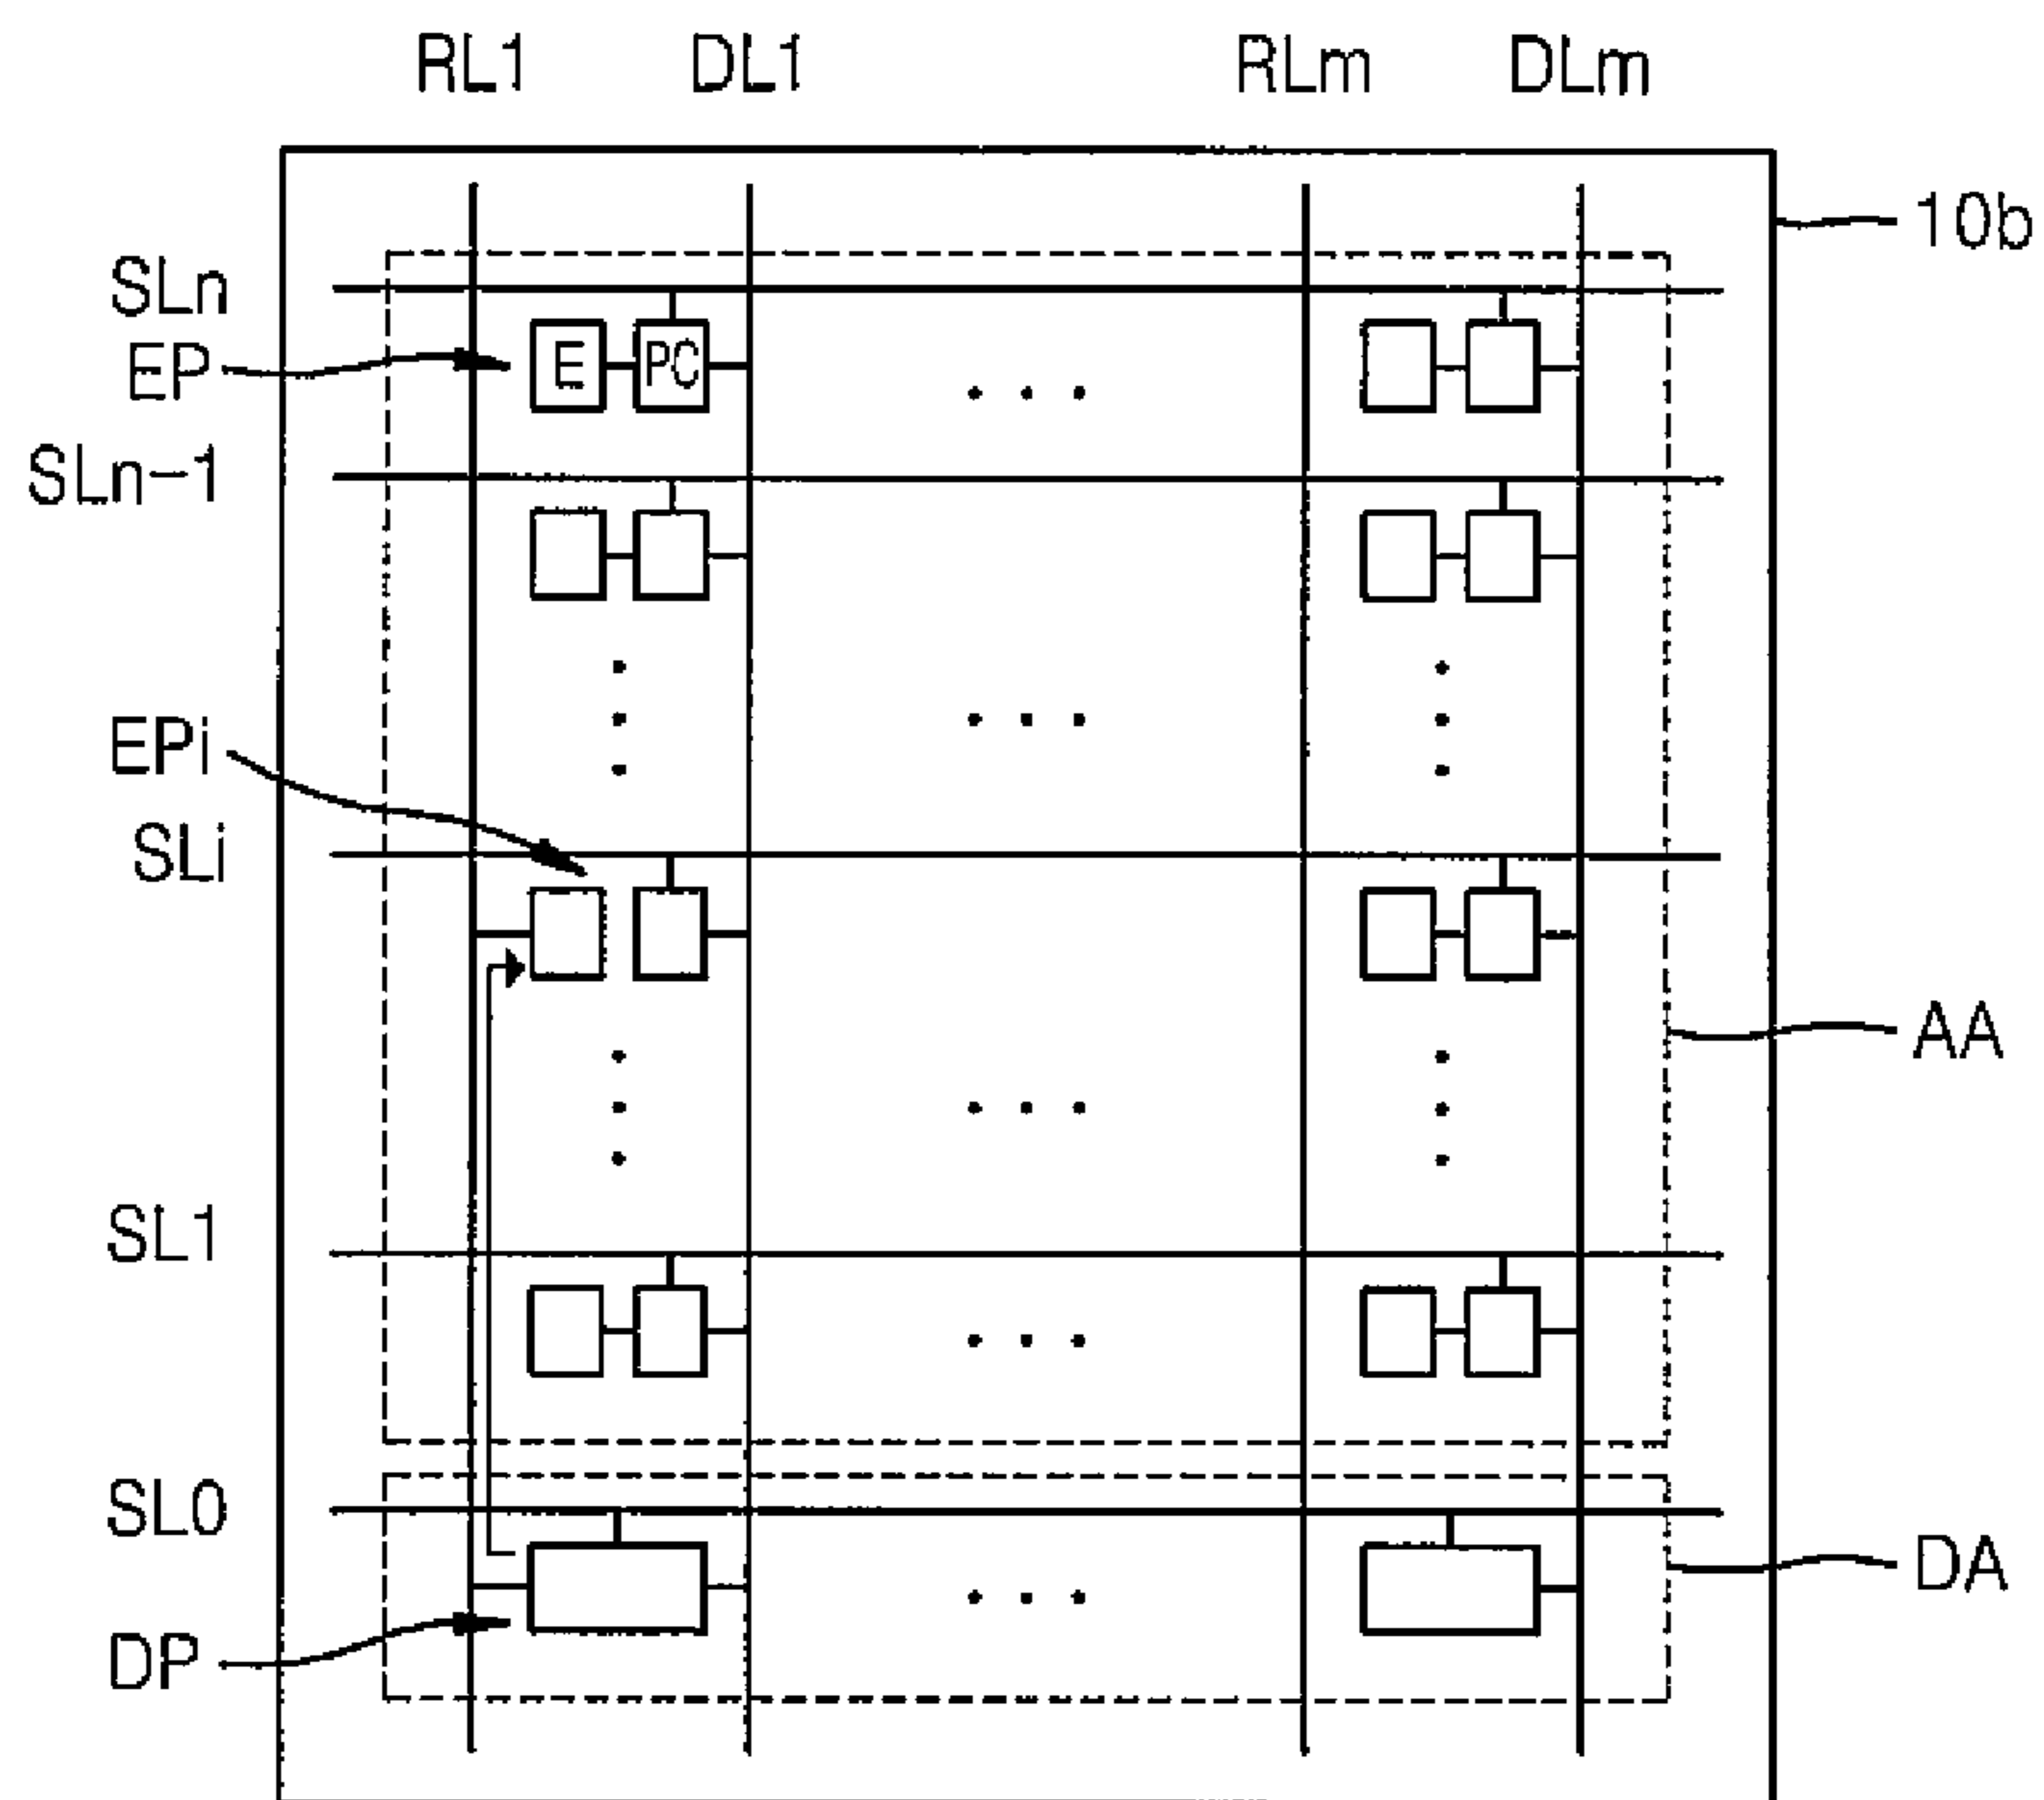 RL1 DL1 RLm DLm
10b
SLn
EP E PC
SLn-1
EPi
SLi
AA
SL1
SL0
DA
DP